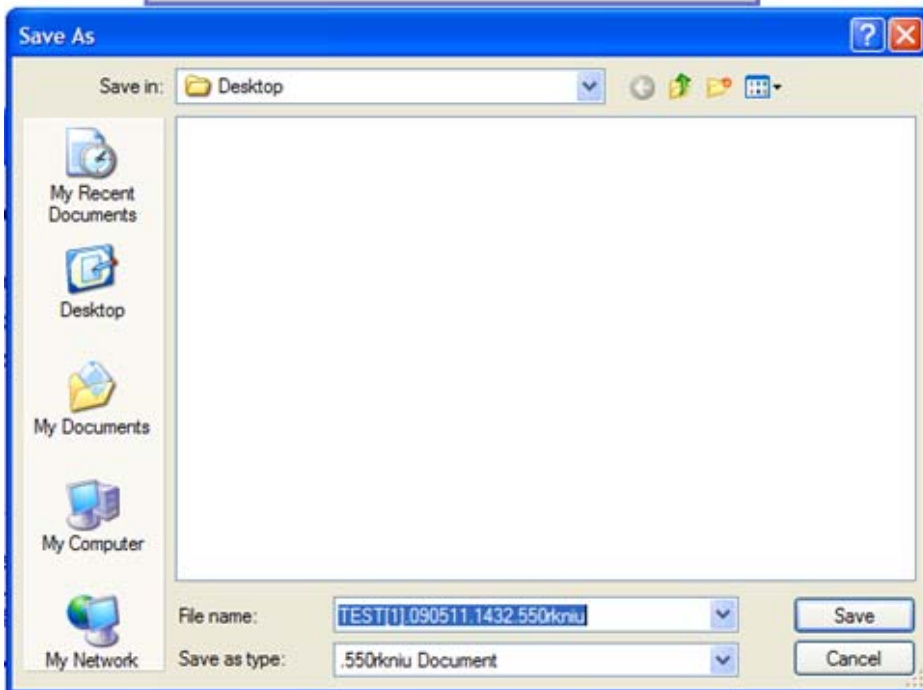 Save As
Save in: Desktop
My Recent
Documents
Desktop
My Documents
My Computer
My Network
File name: TEST[1].090511.1432.550rkniu Save
Save as type: .550rkniu Document Cancel